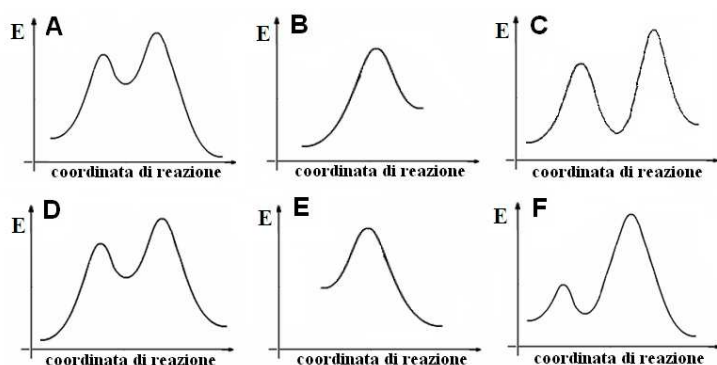 E A
coordinata di reazione
E B
coordinata di reazione
E C
coordinata di reazione
E D
coordinata di reazione
E E
coordinata di reazione
E F
coordinata di reazione